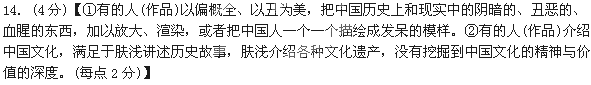 14. (4分)【①有的人(作品)以偏概全、以丑为美，把中国历史上和现实中的阴暗的、丑恶的、
血腥的东西，加以放大、渲染，或者把中国人一个一个描绘成发呆的模样。②有的人(作品)介绍
中国文化，满足于肤浅讲述历史故事，肤浅介绍各种文化遗产，没有挖掘到中国文化的精神与价
值的深度。(每点2分)】